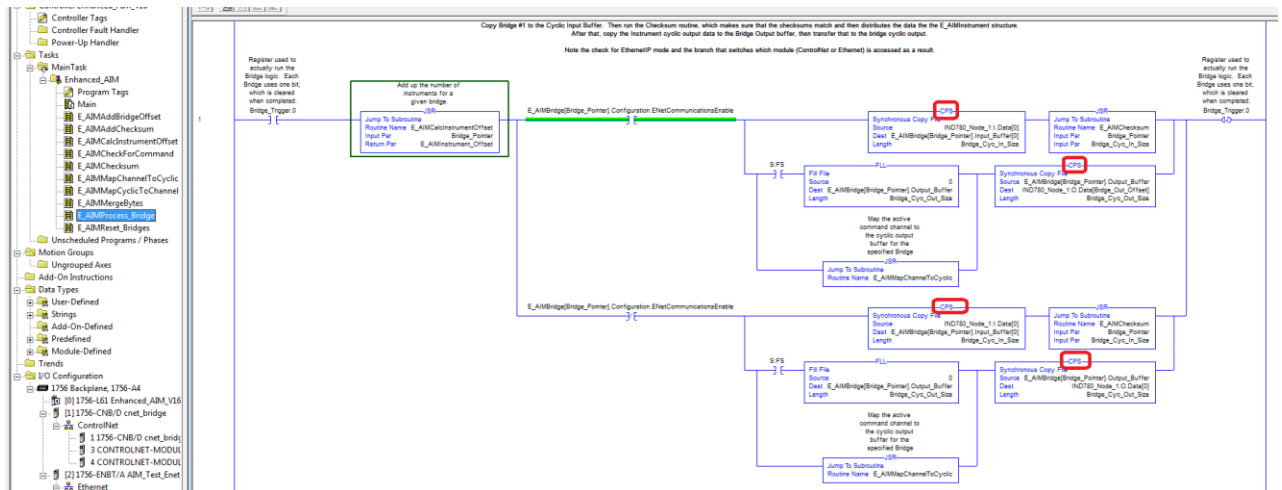 Controller Tags
Controller Fault Handler
Power-Up Handler
Tasks
MainTask
Enhanced_AIM
Program Tags
Main
E_AIMAddBridgeOffset
E_AIMAddChecksum
E_AIMCalcInstrumentOffset
E_AIMCheckForCommand
E_AIMChecksum
E_AIMMapChannelToCyclic
E_AIMMapCyclicToChannel
E_AIMMergeBytes
E_AIMProcess_Bridge
E_AIMReset_Bridges
Unscheduled Programs / Phases
Motion Groups
Ungrouped Axes
Add-On Instructions
Data Types
User-Defined
Strings
Add-On-Defined
Predefined
Module-Defined
Trends
I/O Configuration
1756 Backplane, 1756-A4
[0] 1756-L61 Enhanced_AIM_V16
[1] 1756-CNB/D cnet_bridge
ControlNet
1 1756-CNB/D cnet_bridg
3 CONTROLNET-MODUL
4 CONTROLNET-MODUL
[2] 1756-ENBT/A AIM_Test_Enet
Ethernet
Copy Bridge #1 to the Cyclic Input Buffer. Then run the Checksum routine, which makes sure that the checksums match and then distributes the data the the E_AIMInstrument structure.
After that, copy the Instrument cyclic output data to the Bridge Output buffer, then transfer that to the bridge cyclic output.
Note the check for EthernetIP mode and the branch that switches which module (ControlNet or Ethernet) is accessed as a result.
1
Register used to
actually run the
Bridge logic. Each
Bridge uses one bit,
which is cleared
when completed.
Bridge_Trigger.0
Add up the number of
instruments for a
given bridge.
JSR
Jump To Subroutine
Routine Name E_AIMCalcInstrumentOffset
Input Par Bridge_Pointer
Return Par E_AIMInstrument_Offset
E_AIMBridge[Bridge_Pointer].Configuration.ENetCommunicationsEnable
CPS
Synchronous Copy File
Source IND780_Node_1:I.Data[0]
Dest E_AIMBridge[Bridge_Pointer].Input_Buffer[0]
Length Bridge_Cyc_In_Size
JSR
Jump To Subroutine
Routine Name E_AIMChecksum
Input Par Bridge_Pointer
Input Par Bridge_Cyc_In_Size
Register used to
actually run the
Bridge logic. Each
Bridge uses one bit,
which is cleared
when completed.
Bridge_Trigger.0
S:FS
FLL
Fill File
Source 0
Dest E_AIMBridge[Bridge_Pointer].Output_Buffer
Length Bridge_Cyc_Out_Size
CPS
Synchronous Copy File
Source E_AIMBridge[Bridge_Pointer].Output_Buffer
Dest IND780_Node_1:O.Data[Bridge_Out_Offset]
Length Bridge_Cyc_Out_Size
Map the active
command channel to
the cyclic output
buffer for the
specified Bridge
JSR
Jump To Subroutine
Routine Name E_AIMMapChannelToCyclic
E_AIMBridge[Bridge_Pointer].Configuration.ENetCommunicationsEnable
CPS
Synchronous Copy File
Source IND780_Node_1:I.Data[0]
Dest E_AIMBridge[Bridge_Pointer].Input_Buffer[0]
Length Bridge_Cyc_In_Size
JSR
Jump To Subroutine
Routine Name E_AIMChecksum
Input Par Bridge_Pointer
Input Par Bridge_Cyc_In_Size
S:FS
FLL
Fill File
Source 0
Dest E_AIMBridge[Bridge_Pointer].Output_Buffer
Length Bridge_Cyc_Out_Size
CPS
Synchronous Copy File
Source E_AIMBridge[Bridge_Pointer].Output_Buffer
Dest IND780_Node_1:O.Data[0]
Length Bridge_Cyc_Out_Size
Map the active
command channel to
the cyclic output
buffer for the
specified Bridge
JSR
Jump To Subroutine
Routine Name E_AIMMapChannelToCyclic